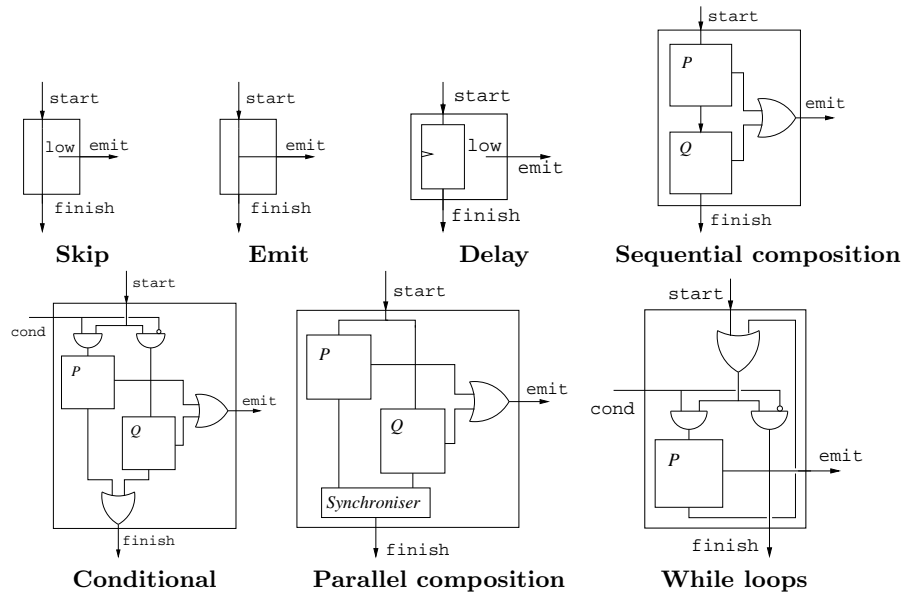 start
low
emit
finish
Skip
start
emit
finish
Emit
start
low
emit
finish
Delay
start
P
Q
emit
finish
Sequential composition
start
cond
P
Q
emit
finish
Conditional
start
P
Q
emit
Synchroniser
finish
Parallel composition
start
cond
P
emit
finish
While loops